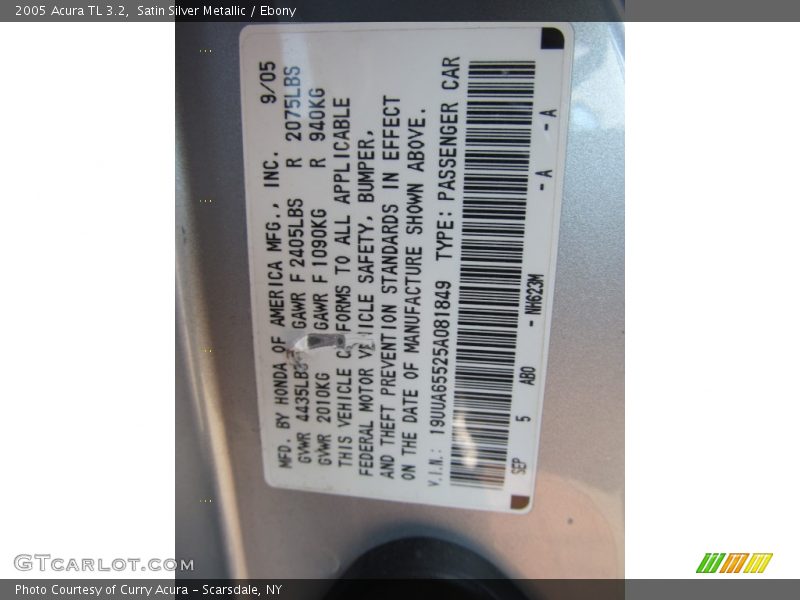 2005 Acura TL 3.2, Satin Silver Metallic / Ebony
MFD. BY HONDA OF AMERICA MFG., INC. 9/05
GVWR 4435LBS GAWR F 2405LBS R 2075LBS
GVWR 2010KG GAWR F 1090KG R 940KG
THIS VEHICLE CONFORMS TO ALL APPLICABLE
FEDERAL MOTOR VEHICLE SAFETY, BUMPER,
AND THEFT PREVENTION STANDARDS IN EFFECT
ON THE DATE OF MANUFACTURE SHOWN ABOVE.
V.I.N.: 19UUA65525A081849 TYPE: PASSENGER CAR
SEP 5 AB0 - NH623M - A - A
GTCARLOT.COM
Photo Courtesy of Curry Acura - Scarsdale, NY